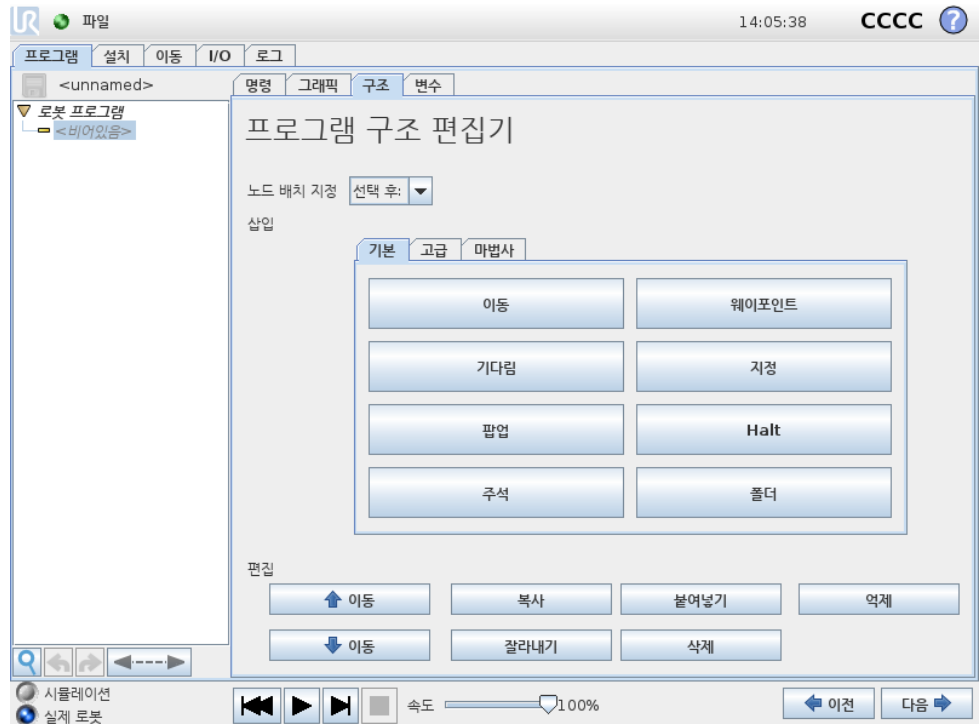 UR 파일 14:05:38 CCCC ?
프로그램 설치 이동 I/O 로그
<unnamed>
명령 그래픽 구조 변수
로봇 프로그램
<비어있음>
프로그램 구조 편집기
노드 배치 지정 선택 후:
삽입
기본 고급 마법사
이동 웨이포인트
기다림 지정
팝업 Halt
주석 폴더
편집
이동 복사 붙여넣기 억제
이동 잘라내기 삭제
시뮬레이션
실제 로봇
속도 100%
이전 다음